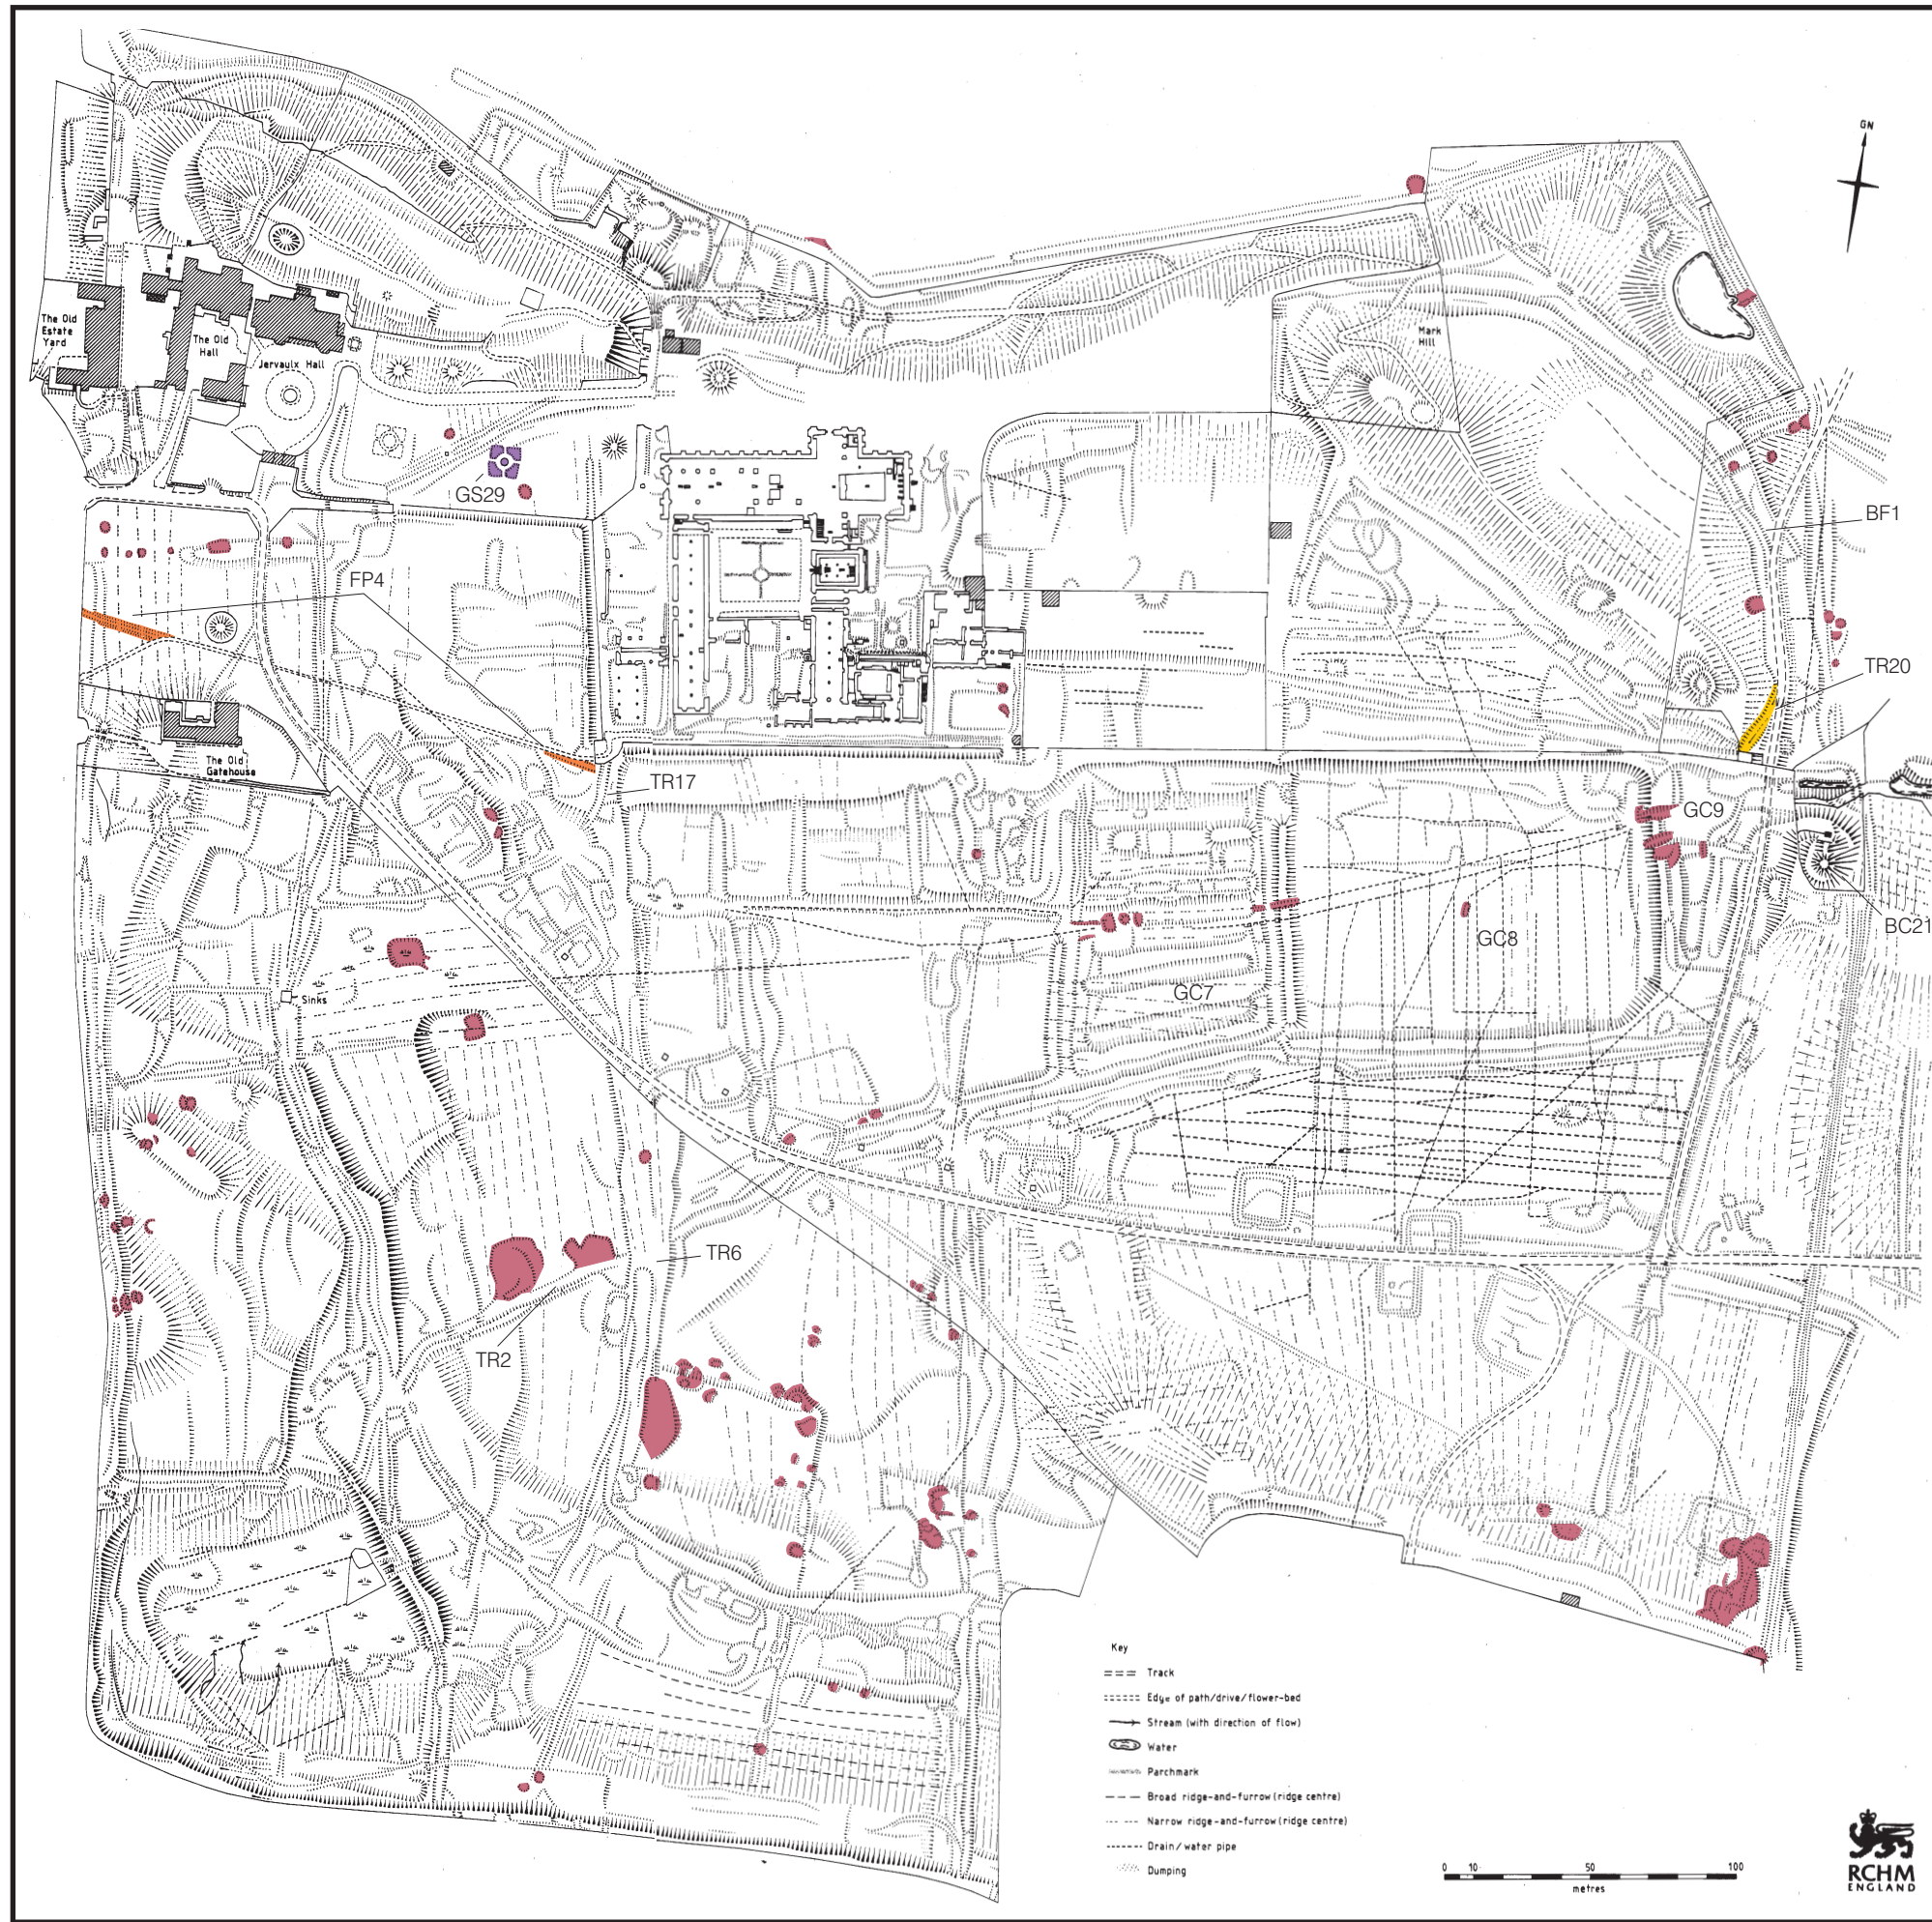 GN
The Old
Estate
Yard
The Old
Hall
Jervaulx Hall
Mark
Hill
GS29
BF1
FP4
TR20
The Old
Gatehouse
TR17
GC9
BC21
GC8
GC7
Sinks
TR6
TR2
Key
Track
Edge of path/drive/flower-bed
Stream (with direction of flow)
Water
Parchmark
Broad ridge-and-furrow (ridge centre)
Narrow ridge-and-furrow (ridge centre)
Drain/water pipe
Dumping
0 10 50 100
metres
RCHM
ENGLAND